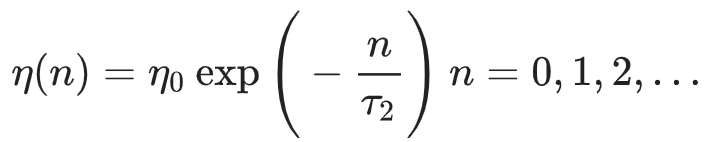 η(n) = η₀ exp ( − n/τ₂ ) n = 0, 1, 2, . . .